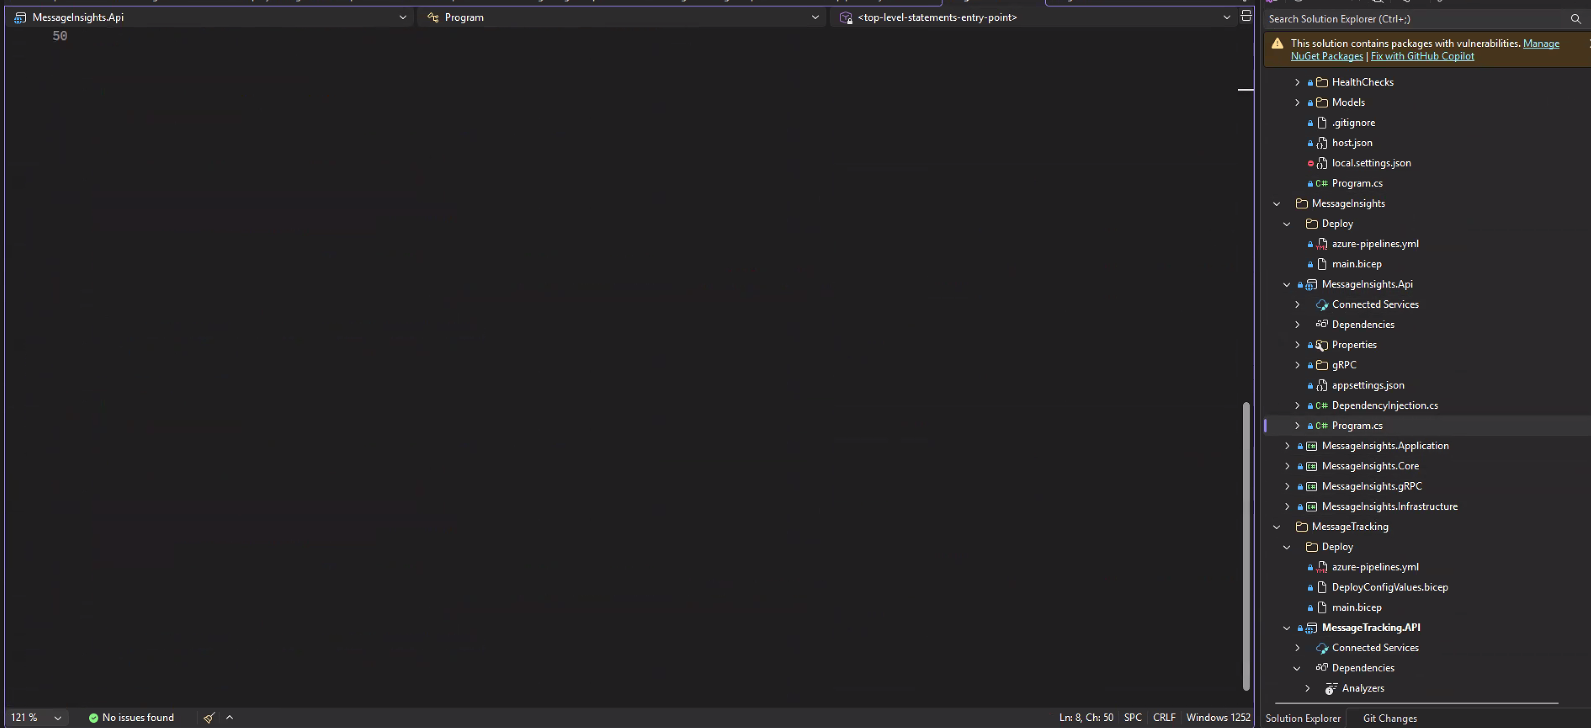 MessageInsights.Api
Program
<top-level-statements-entry-point>
50
Search Solution Explorer (Ctrl+;)
This solution contains packages with vulnerabilities. Manage
NuGet Packages | Fix with GitHub Copilot
HealthChecks
Models
.gitignore
host.json
local.settings.json
C# Program.cs
MessageInsights
Deploy
azure-pipelines.yml
main.bicep
MessageInsights.Api
Connected Services
Dependencies
Properties
gRPC
appsettings.json
C# DependencyInjection.cs
C# Program.cs
MessageInsights.Application
MessageInsights.Core
MessageInsights.gRPC
MessageInsights.Infrastructure
MessageTracking
Deploy
azure-pipelines.yml
DeployConfigValues.bicep
main.bicep
MessageTracking.API
Connected Services
Dependencies
Analyzers
121 %
No issues found
Ln: 8, Ch: 50
SPC
CRLF
Windows 1252
Solution Explorer
Git Changes